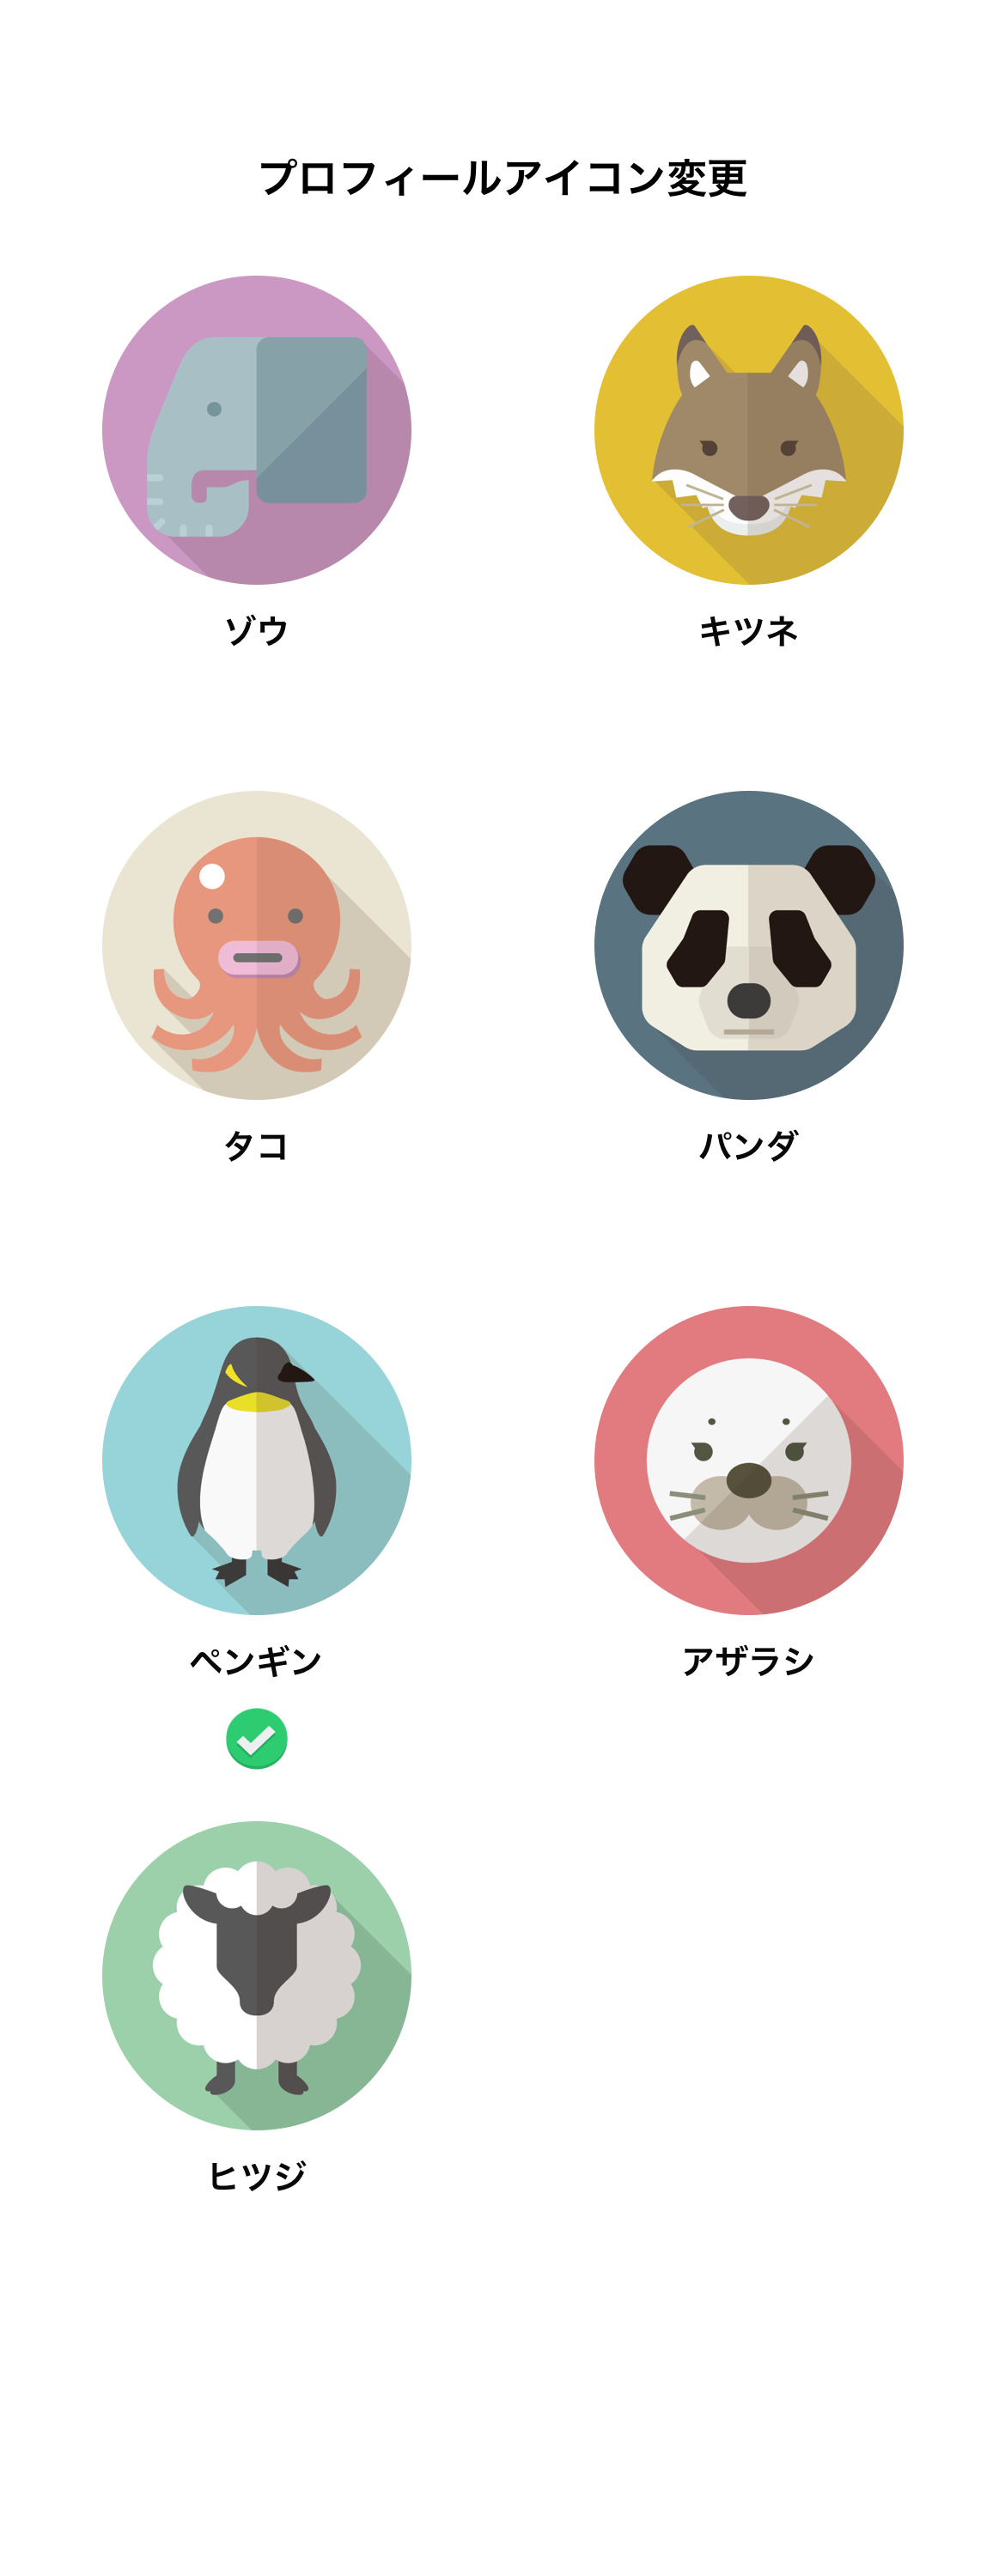 プロフィールアイコン変更
ゾウ
キツネ
タコ
パンダ
ペンギン
アザラシ
ヒツジ